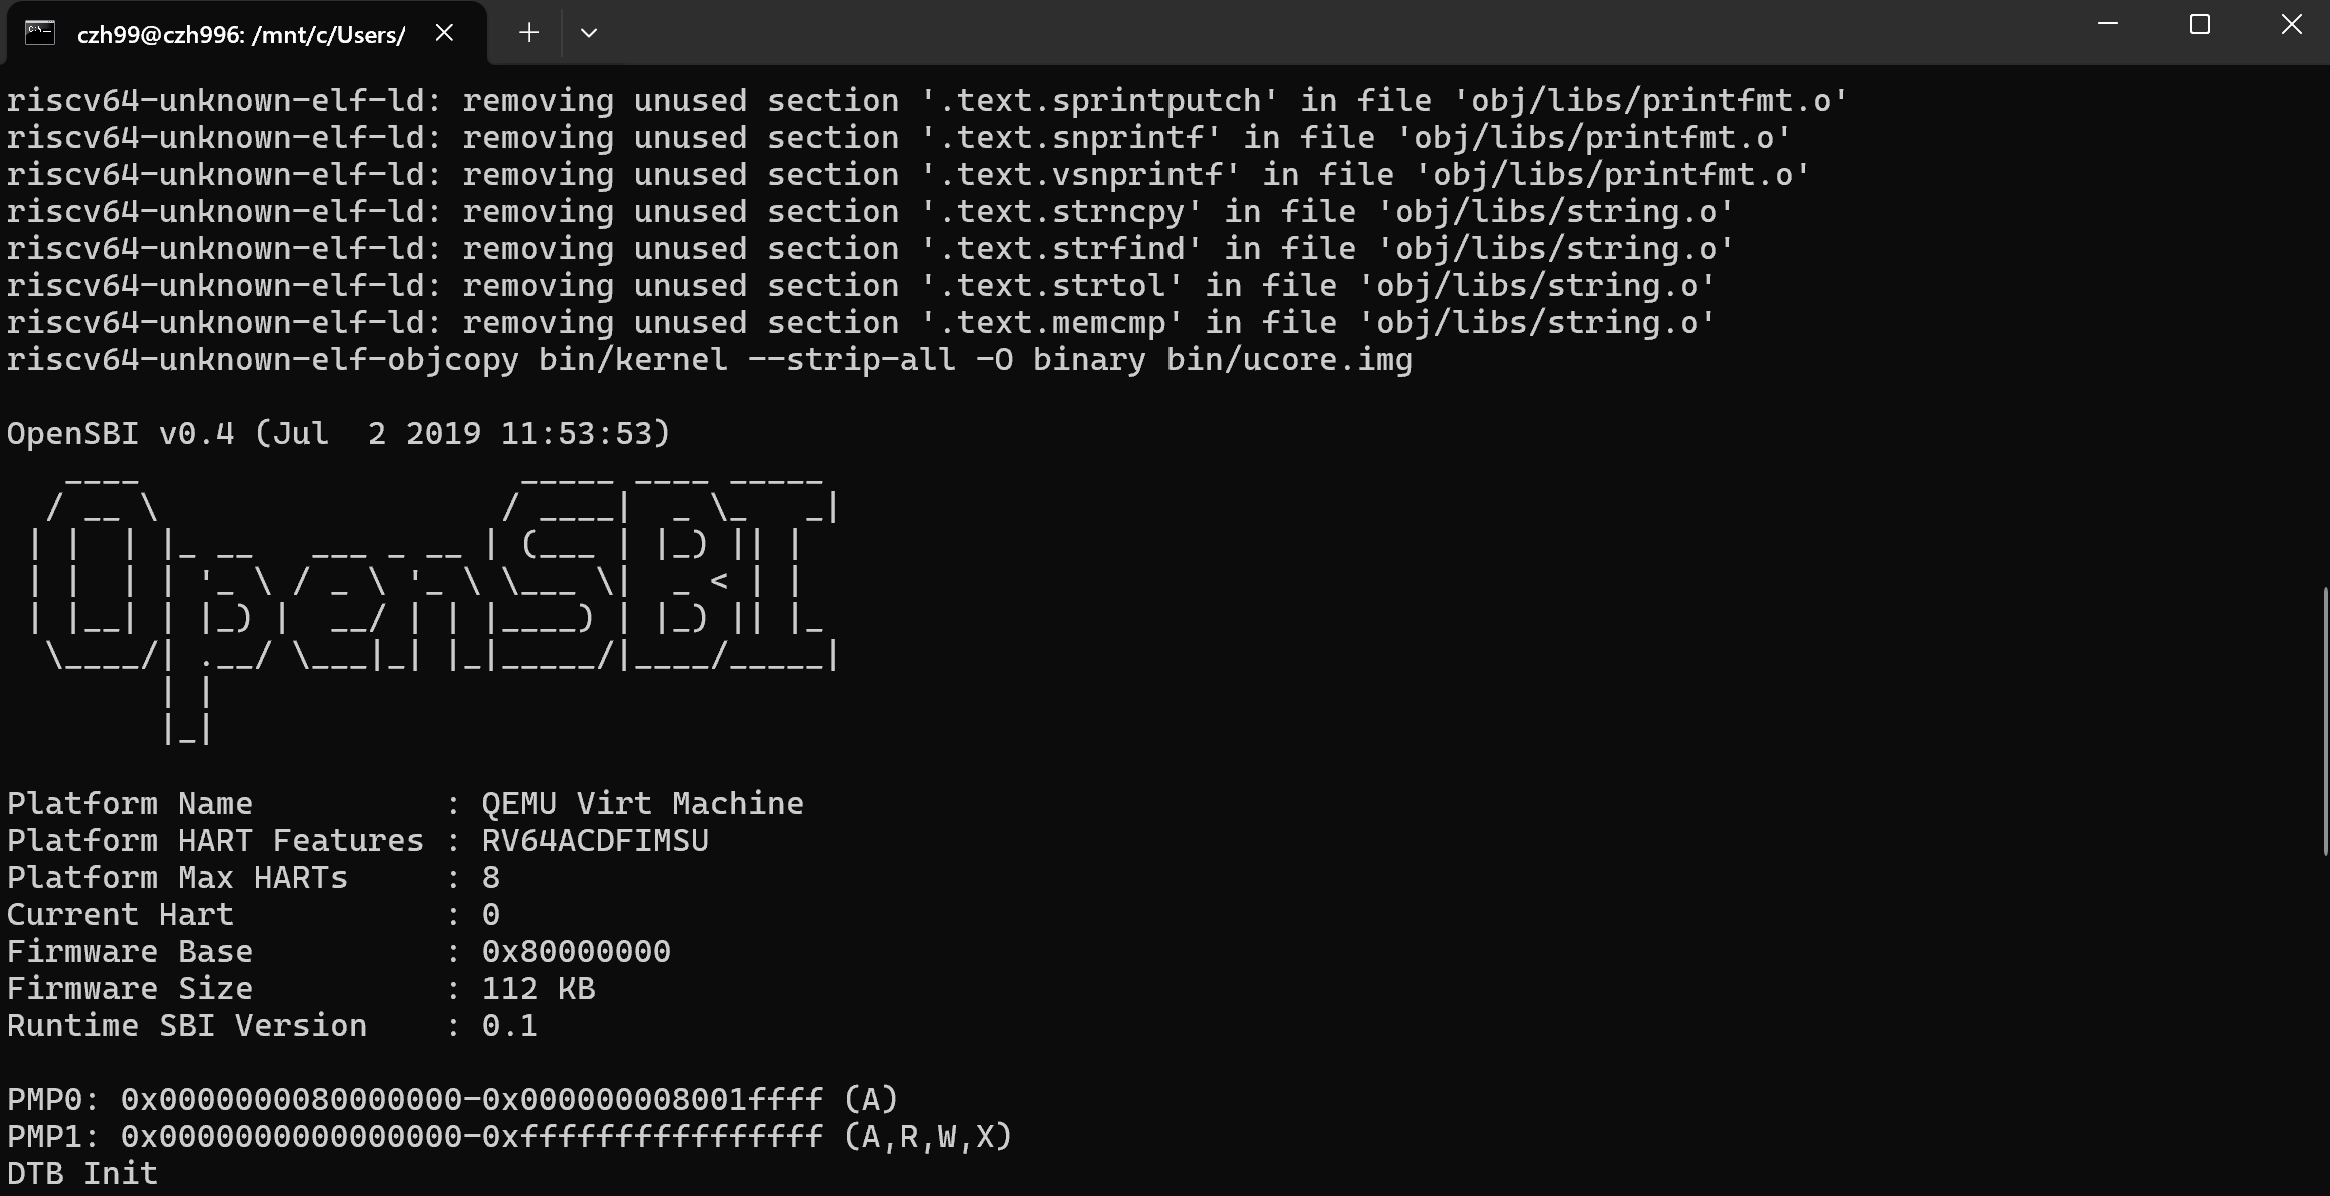 czh99@czh996: /mnt/c/Users/
riscv64-unknown-elf-ld: removing unused section '.text.sprintputch' in file 'obj/libs/printfmt.o'
riscv64-unknown-elf-ld: removing unused section '.text.snprintf' in file 'obj/libs/printfmt.o'
riscv64-unknown-elf-ld: removing unused section '.text.vsnprintf' in file 'obj/libs/printfmt.o'
riscv64-unknown-elf-ld: removing unused section '.text.strncpy' in file 'obj/libs/string.o'
riscv64-unknown-elf-ld: removing unused section '.text.strfind' in file 'obj/libs/string.o'
riscv64-unknown-elf-ld: removing unused section '.text.strtol' in file 'obj/libs/string.o'
riscv64-unknown-elf-ld: removing unused section '.text.memcmp' in file 'obj/libs/string.o'
riscv64-unknown-elf-objcopy bin/kernel --strip-all -O binary bin/ucore.img
OpenSBI v0.4 (Jul  2 2019 11:53:53)
OpenSBI
Platform Name          : QEMU Virt Machine
Platform HART Features : RV64ACDFIMSU
Platform Max HARTs     : 8
Current Hart           : 0
Firmware Base          : 0x80000000
Firmware Size          : 112 KB
Runtime SBI Version    : 0.1
PMP0: 0x0000000080000000-0x000000008001ffff (A)
PMP1: 0x0000000000000000-0xffffffffffffffff (A,R,W,X)
DTB Init